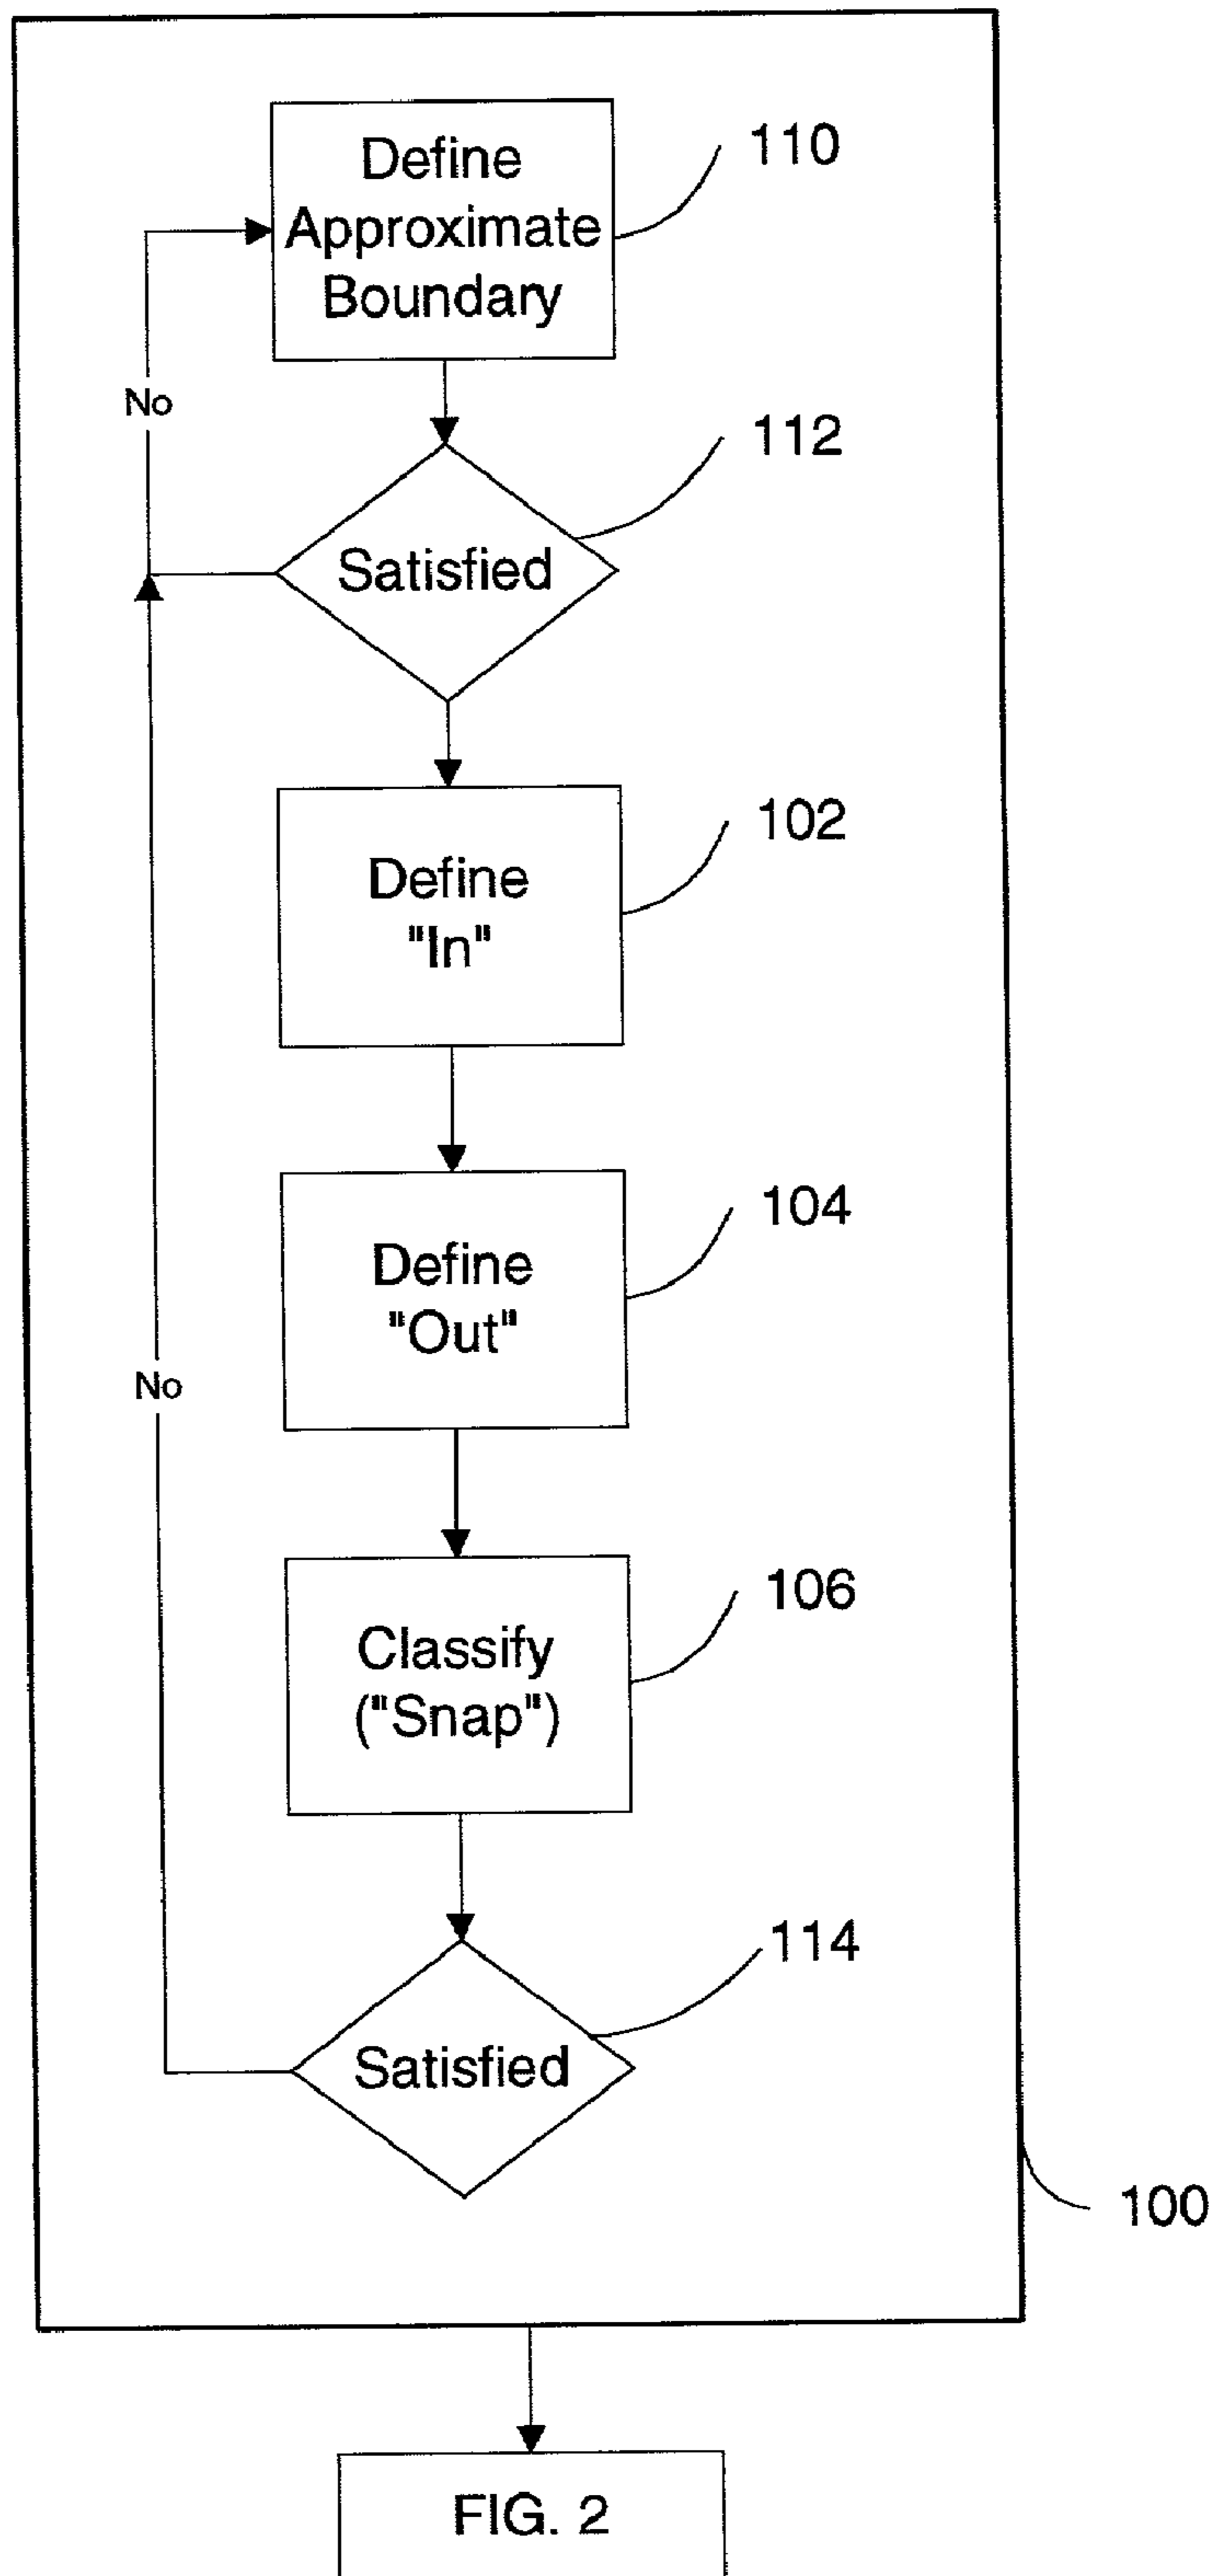 Define
Approximate
Boundary
110
No
112
Satisfied
102
Define
"In"
104
Define
"Out"
No
106
Classify
("Snap")
114
Satisfied
100
FIG. 2